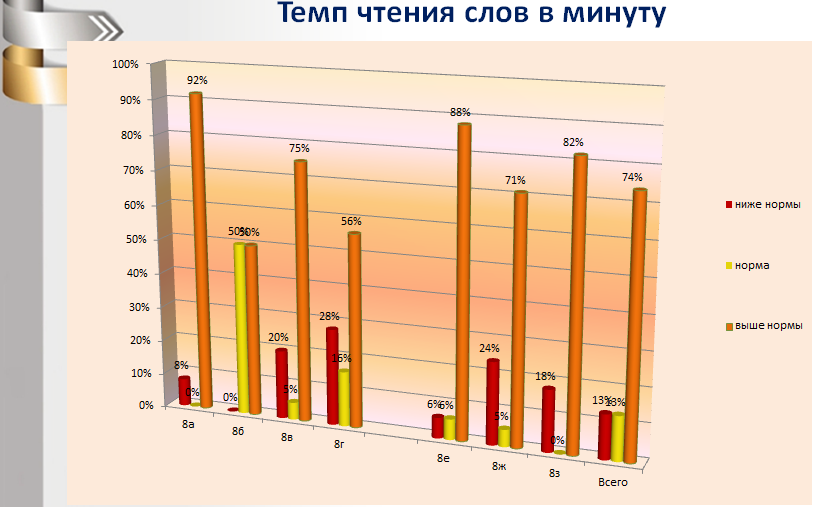 Темп чтения слов в минуту
100%
90%
80%
70%
60%
50%
40%
30%
20%
10%
0%
8% 0% 92%
0% 50% 50%
20% 5% 75%
28% 16% 56%
6% 6% 88%
24% 5% 71%
18% 0% 82%
13% 13% 74%
8а
8б
8в
8г
8е
8ж
8з
Всего
ниже нормы
норма
выше нормы